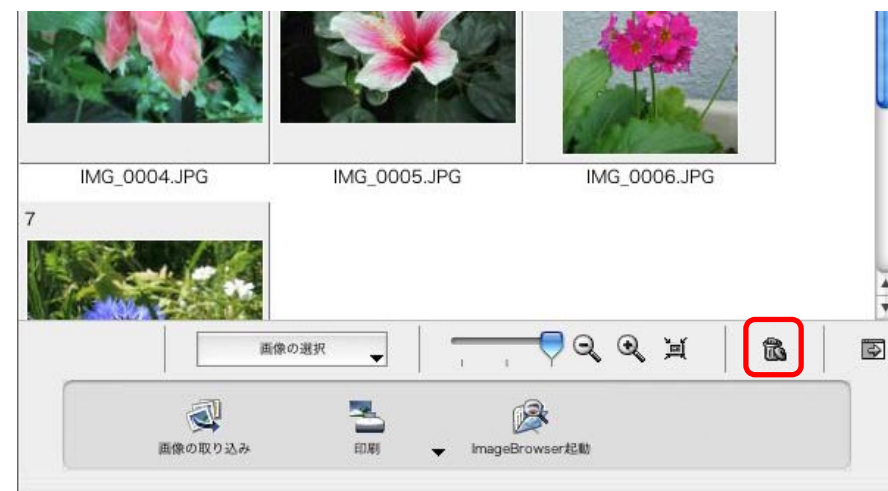 IMG_0004.JPG
IMG_0005.JPG
IMG_0006.JPG
7
画像の選択
画像の取り込み
印刷
ImageBrowser起動